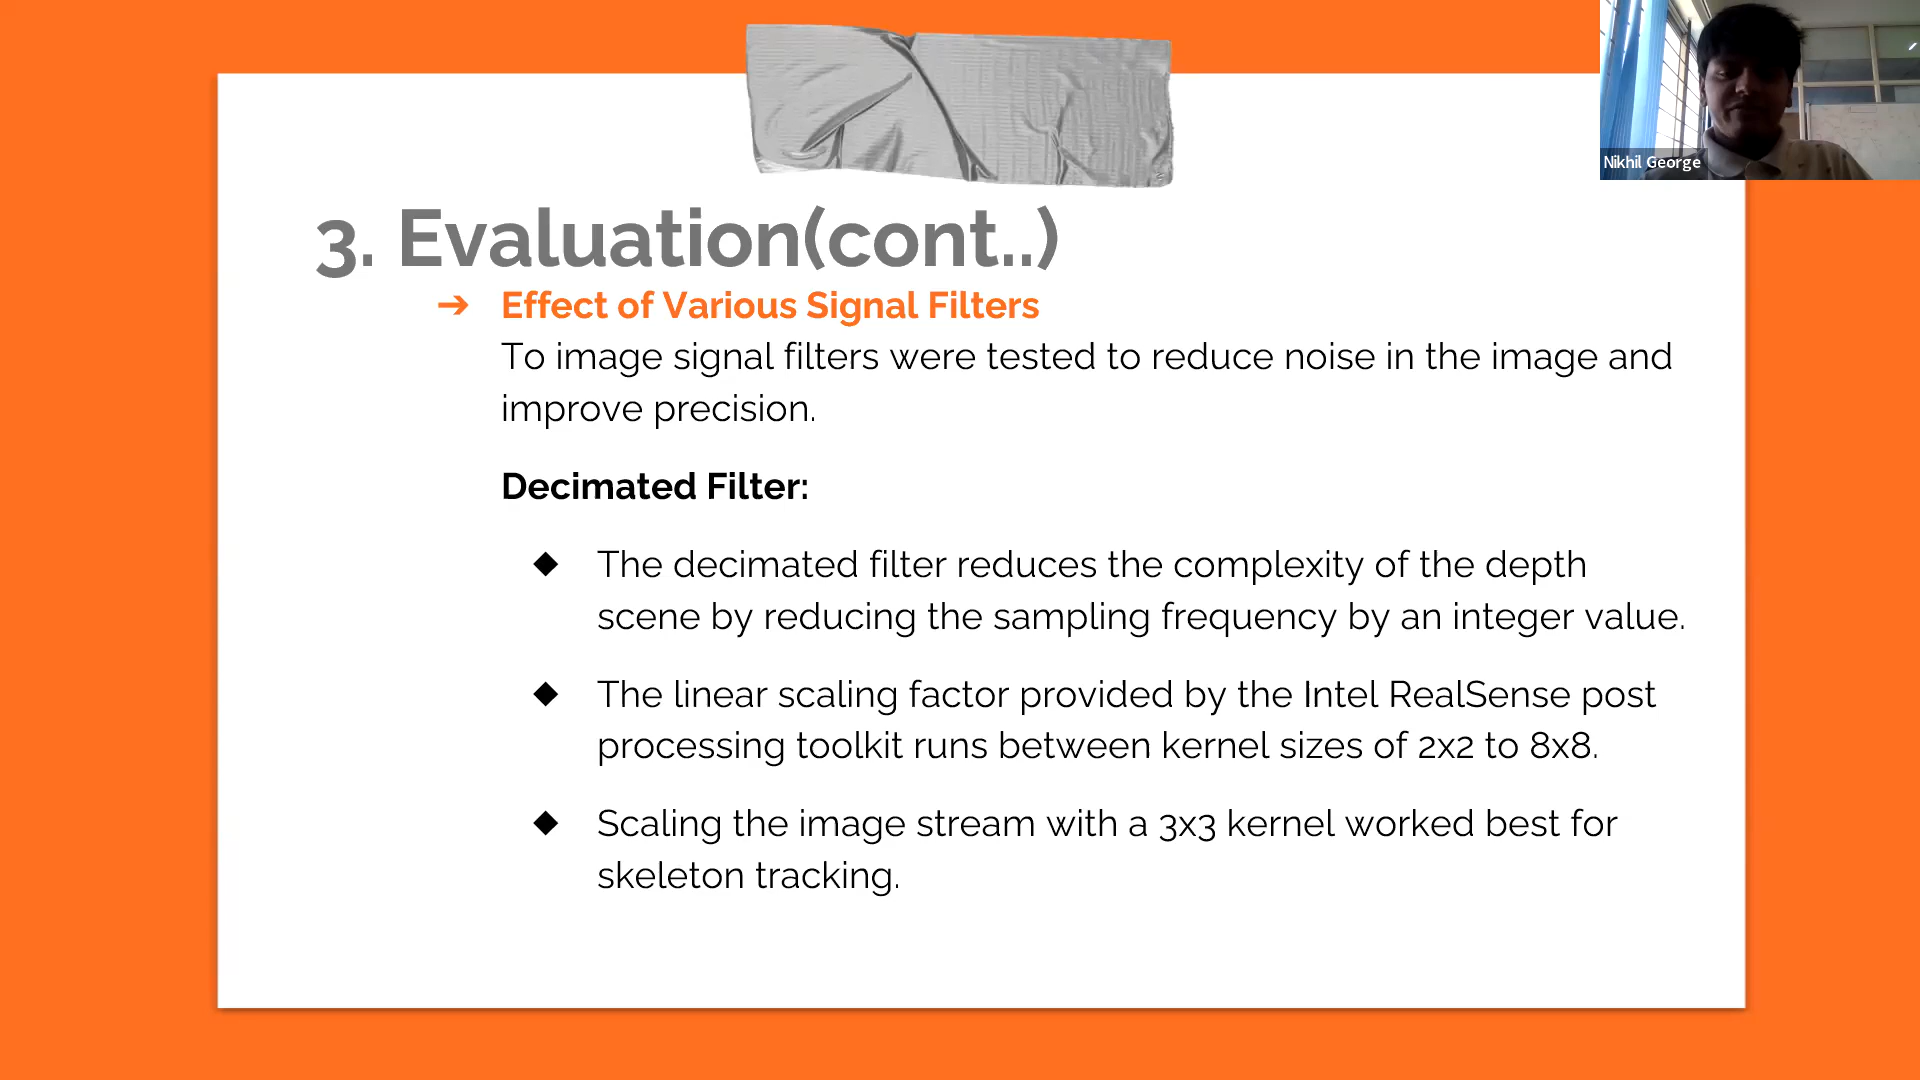 Nikhil George
3. Evaluation(cont..)
➔ Effect of Various Signal Filters
To image signal filters were tested to reduce noise in the image and
improve precision.
Decimated Filter:
◆ The decimated filter reduces the complexity of the depth
scene by reducing the sampling frequency by an integer value.
◆ The linear scaling factor provided by the Intel RealSense post
processing toolkit runs between kernel sizes of 2x2 to 8x8.
◆ Scaling the image stream with a 3x3 kernel worked best for
skeleton tracking.